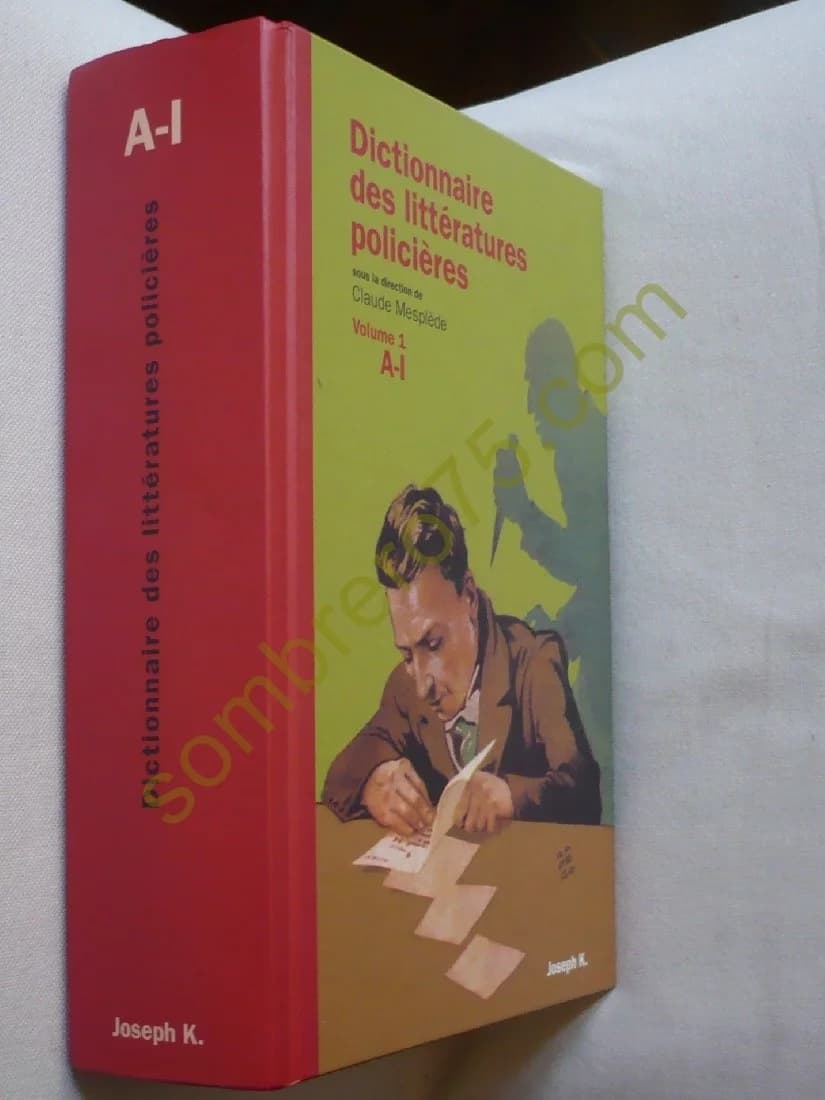 A-I
Dictionnaire des littératures policières
Joseph K.
Dictionnaire
des littératures
policières
sous la direction de
Claude Mesplède
Volume 1
A-I
Joseph K.
sombrero75.com